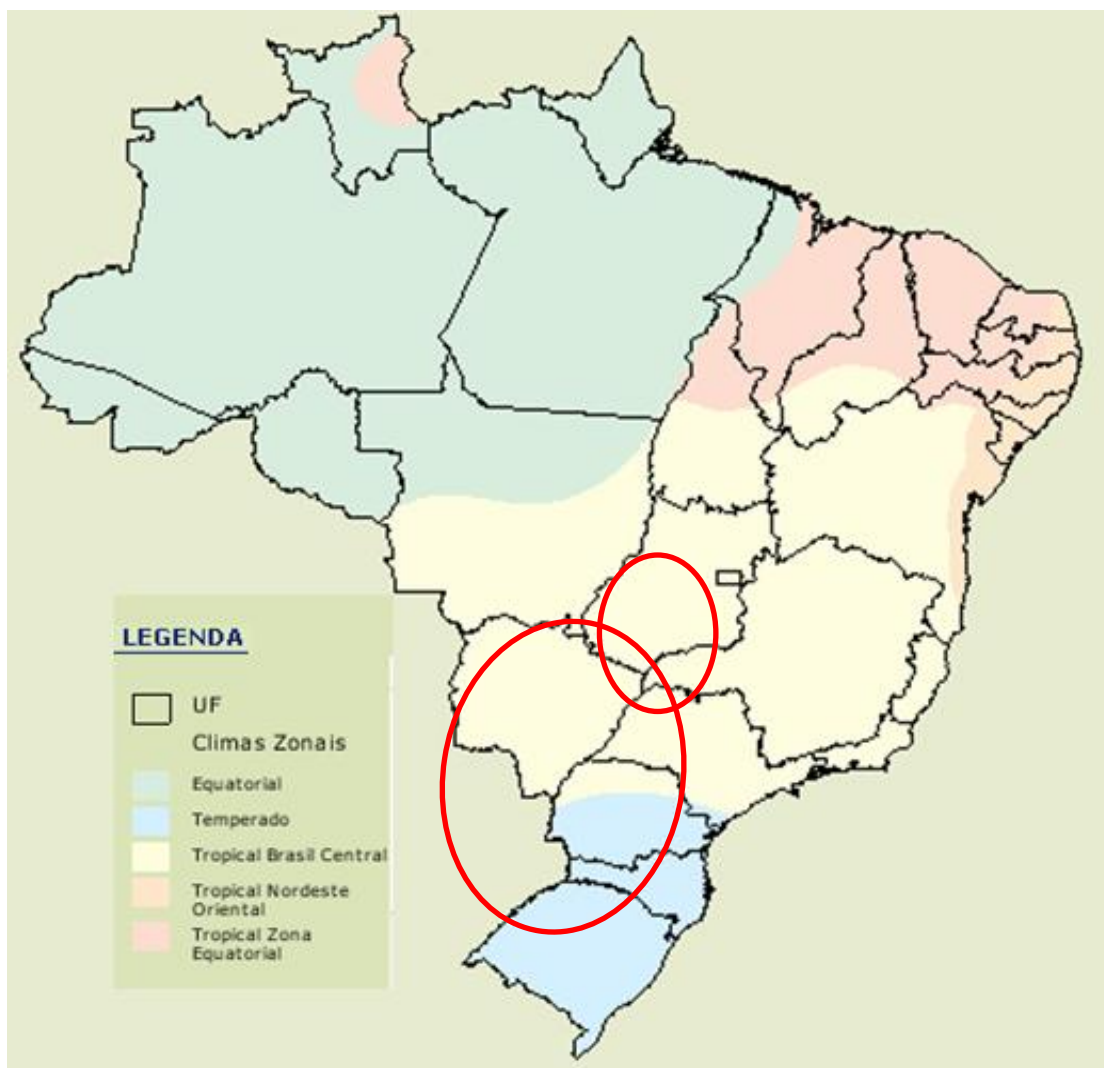 LEGENDA
UF
Climas Zonais
Equatorial
Temperado
Tropical Brasil Central
Tropical Nordeste
Oriental
Tropical Zona
Equatorial